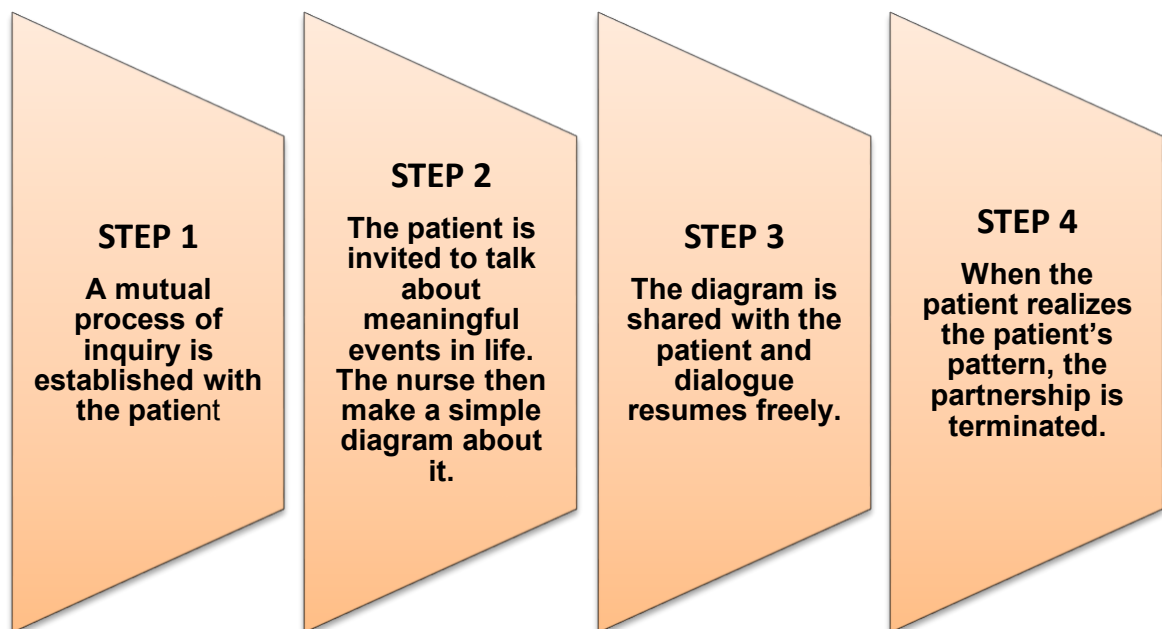 STEP 1
A mutual
process of
inquiry is
established with
the patient
STEP 2
The patient is
invited to talk
about
meaningful
events in life.
The nurse then
make a simple
diagram about
it.
STEP 3
The diagram is
shared with the
patient and
dialogue
resumes freely.
STEP 4
When the
patient realizes
the patient’s
pattern, the
partnership is
terminated.